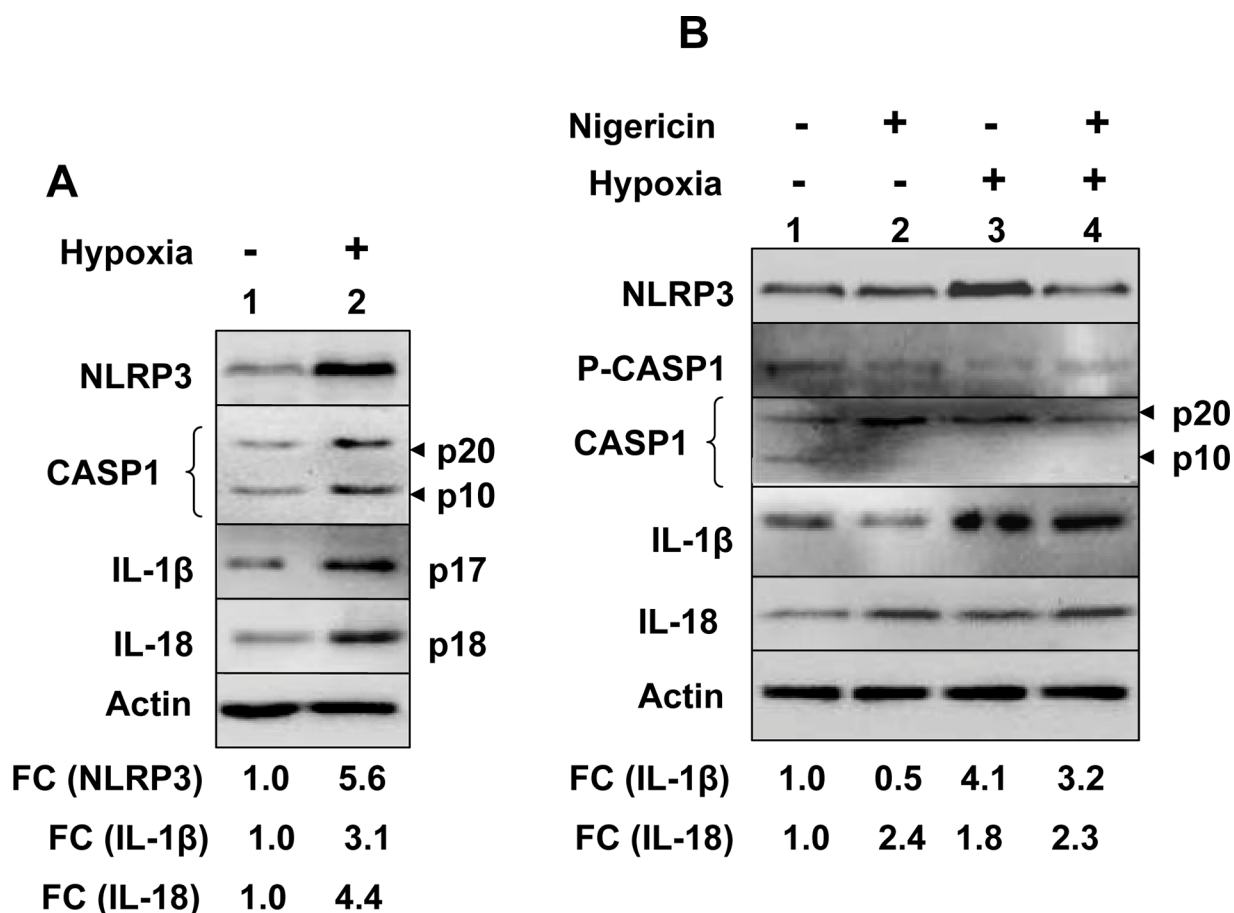 A
Hypoxia - +
1 2
NLRP3
CASP1 p20
p10
IL-1β p17
IL-18 p18
Actin
FC (NLRP3) 1.0 5.6
FC (IL-1β) 1.0 3.1
FC (IL-18) 1.0 4.4
B
Nigericin - + - +
Hypoxia - - + +
1 2 3 4
NLRP3
P-CASP1
CASP1 p20
p10
IL-1β
IL-18
Actin
FC (IL-1β) 1.0 0.5 4.1 3.2
FC (IL-18) 1.0 2.4 1.8 2.3